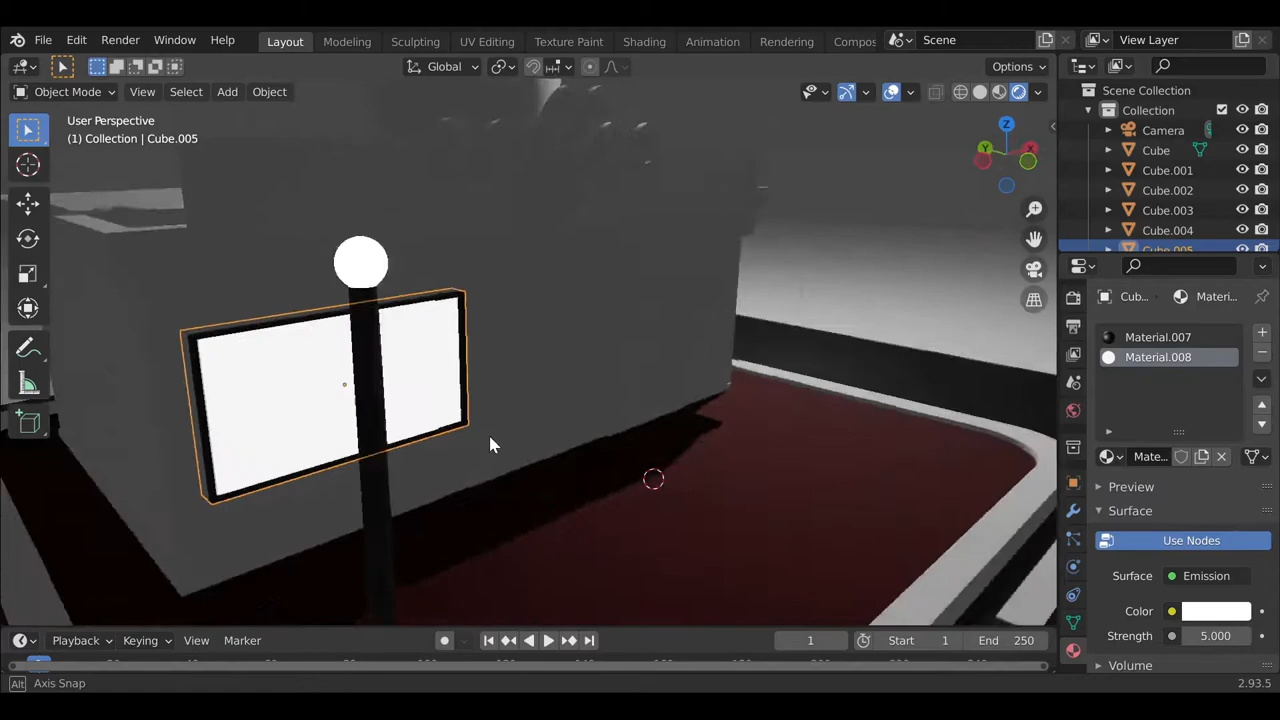 File Edit Render Window Help Layout Modeling Sculpting UV Editing Texture Paint Shading Animation Rendering Compos Scene View Layer
Global Options
Object Mode View Select Add Object
User Perspective
(1) Collection | Cube.005
Z
Y X
Scene Collection
Collection
Camera
Cube
Cube.001
Cube.002
Cube.003
Cube.004
Cube.005
Cub.. Materi...
Material.007
Material.008
Mate...
Preview
Surface
Use Nodes
Surface Emission
Color
Strength 5.000
Volume
Playback Keying View Marker 1 Start 1 End 250
Alt Axis Snap 2.93.5